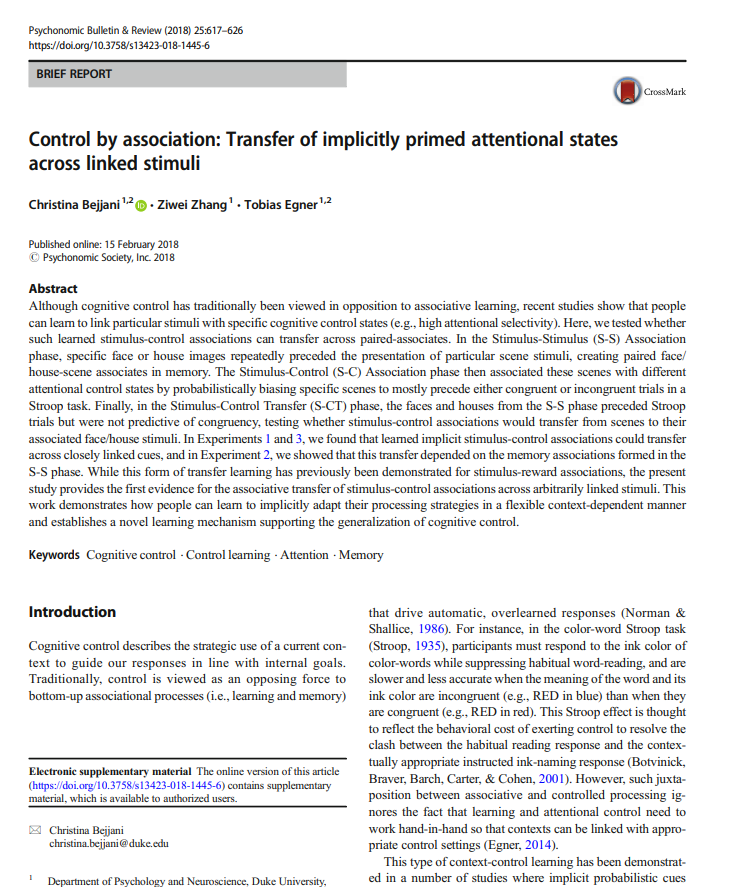 Psychonomic Bulletin & Review (2018) 25:617–626
https://doi.org/10.3758/s13423-018-1445-6
BRIEF REPORT
CrossMark
Control by association: Transfer of implicitly primed attentional states
across linked stimuli
Christina Bejjani 1,2 iD · Ziwei Zhang 1 · Tobias Egner 1,2
Published online: 15 February 2018
© Psychonomic Society, Inc. 2018
Abstract
Although cognitive control has traditionally been viewed in opposition to associative learning, recent studies show that people
can learn to link particular stimuli with specific cognitive control states (e.g., high attentional selectivity). Here, we tested whether
such learned stimulus-control associations can transfer across paired-associates. In the Stimulus-Stimulus (S-S) Association
phase, specific face or house images repeatedly preceded the presentation of particular scene stimuli, creating paired face/
house-scene associates in memory. The Stimulus-Control (S-C) Association phase then associated these scenes with different
attentional control states by probabilistically biasing specific scenes to mostly precede either congruent or incongruent trials in a
Stroop task. Finally, in the Stimulus-Control Transfer (S-CT) phase, the faces and houses from the S-S phase preceded Stroop
trials but were not predictive of congruency, testing whether stimulus-control associations would transfer from scenes to their
associated face/house stimuli. In Experiments 1 and 3, we found that learned implicit stimulus-control associations could transfer
across closely linked cues, and in Experiment 2, we showed that this transfer depended on the memory associations formed in the
S-S phase. While this form of transfer learning has previously been demonstrated for stimulus-reward associations, the present
study provides the first evidence for the associative transfer of stimulus-control associations across arbitrarily linked stimuli. This
work demonstrates how people can learn to implicitly adapt their processing strategies in a flexible context-dependent manner
and establishes a novel learning mechanism supporting the generalization of cognitive control.
Keywords Cognitive control · Control learning · Attention · Memory
Introduction
Cognitive control describes the strategic use of a current con-
text to guide our responses in line with internal goals.
Traditionally, control is viewed as an opposing force to
bottom-up associational processes (i.e., learning and memory)
Electronic supplementary material The online version of this article
(https://doi.org/10.3758/s13423-018-1445-6) contains supplementary
material, which is available to authorized users.
Christina Bejjani
christina.bejjani@duke.edu
1 Department of Psychology and Neuroscience, Duke University,
that drive automatic, overlearned responses (Norman &
Shallice, 1986). For instance, in the color-word Stroop task
(Stroop, 1935), participants must respond to the ink color of
color-words while suppressing habitual word-reading, and are
slower and less accurate when the meaning of the word and its
ink color are incongruent (e.g., RED in blue) than when they
are congruent (e.g., RED in red). This Stroop effect is thought
to reflect the behavioral cost of exerting control to resolve the
clash between the habitual reading response and the contex-
tually appropriate instructed ink-naming response (Botvinick,
Braver, Barch, Carter, & Cohen, 2001). However, such juxta-
position between associative and controlled processing ig-
nores the fact that learning and attentional control need to
work hand-in-hand so that contexts can be linked with appro-
priate control settings (Egner, 2014).
This type of context-control learning has been demonstrat-
ed in a number of studies where implicit probabilistic cues